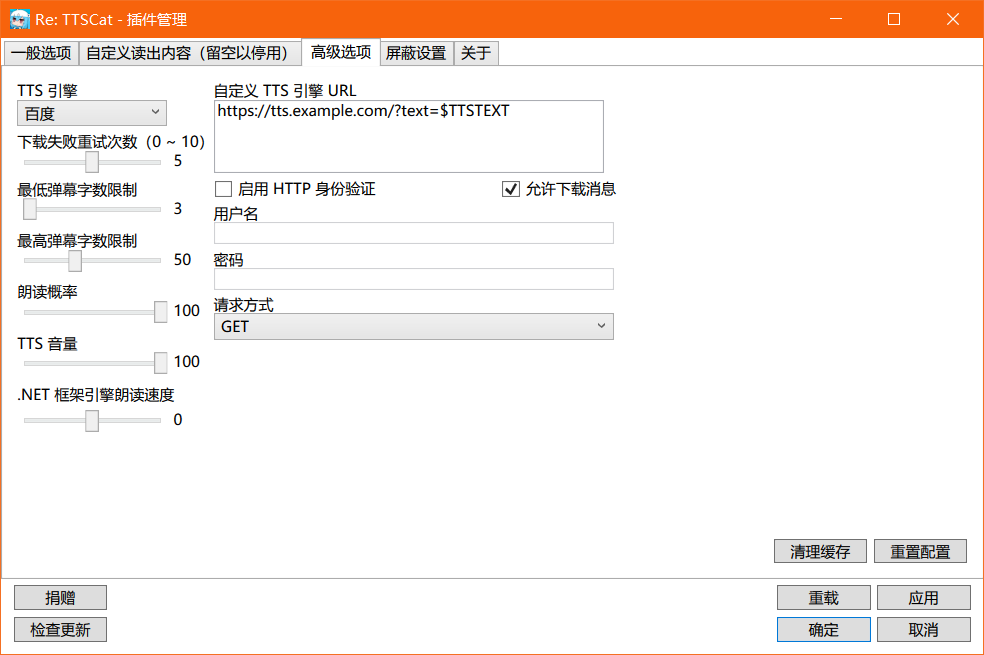 Re: TTSCat - 插件管理
一般选项 自定义读出内容（留空以停用） 高级选项 屏蔽设置 关于
TTS 引擎
百度
下载失败重试次数（0 ~ 10）
5
最低弹幕字数限制
3
最高弹幕字数限制
50
朗读概率
100
TTS 音量
100
.NET 框架引擎朗读速度
0
自定义 TTS 引擎 URL
https://tts.example.com/?text=$TTSTEXT
启用 HTTP 身份验证 允许下载消息
用户名
密码
请求方式
GET
清理缓存 重置配置
捐赠 重载 应用
检查更新 确定 取消